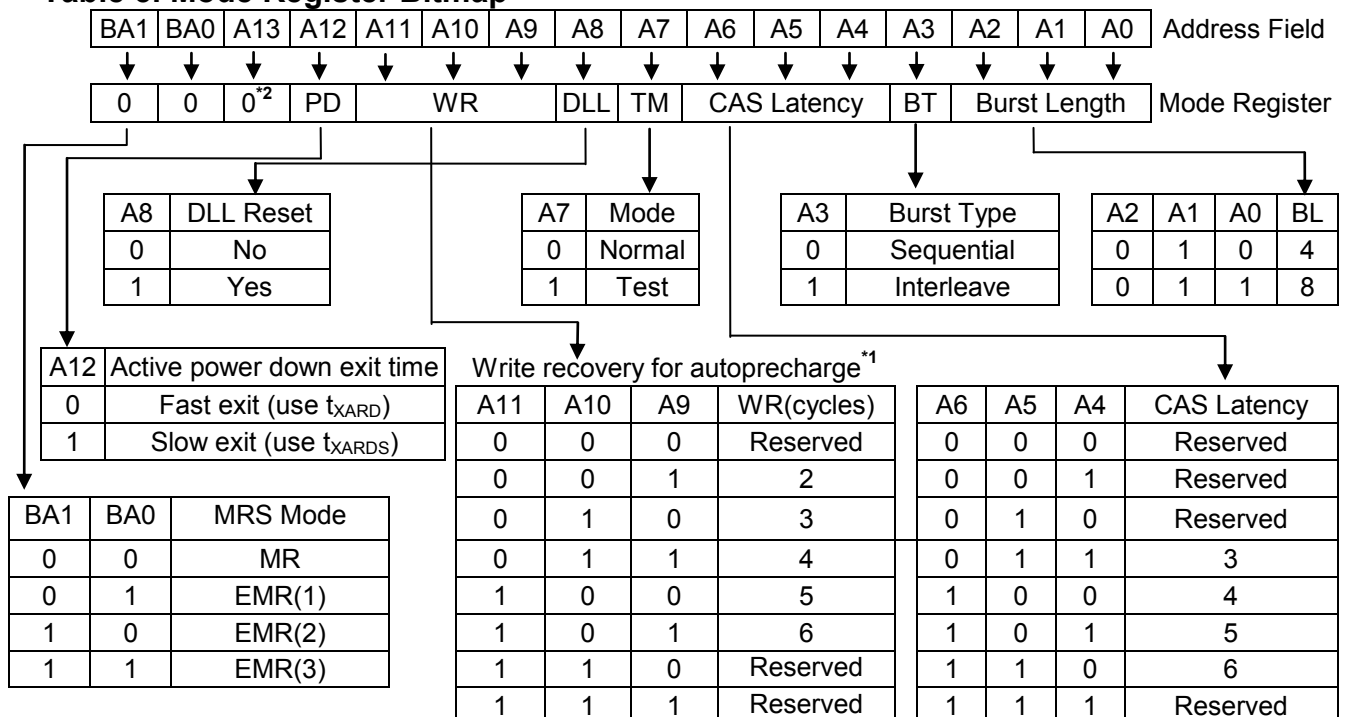 BA1 BA0 A13 A12 A11 A10 A9 A8 A7 A6 A5 A4 A3 A2 A1 A0 Address Field
0 0 0*2 PD WR DLL TM CAS Latency BT Burst Length Mode Register
A8 DLL Reset
0 No
1 Yes
A7 Mode
0 Normal
1 Test
A3 Burst Type
0 Sequential
1 Interleave
A2 A1 A0 BL
0 1 0 4
0 1 1 8
A12 Active power down exit time
0 Fast exit (use tXARD)
1 Slow exit (use tXARDS)
BA1 BA0 MRS Mode
0 0 MR
0 1 EMR(1)
1 0 EMR(2)
1 1 EMR(3)
Write recovery for autoprecharge*1
A11 A10 A9 WR(cycles)
0 0 0 Reserved
0 0 1 2
0 1 0 3
0 1 1 4
1 0 0 5
1 0 1 6
1 1 0 Reserved
1 1 1 Reserved
A6 A5 A4 CAS Latency
0 0 0 Reserved
0 0 1 Reserved
0 1 0 Reserved
0 1 1 3
1 0 0 4
1 0 1 5
1 1 0 6
1 1 1 Reserved